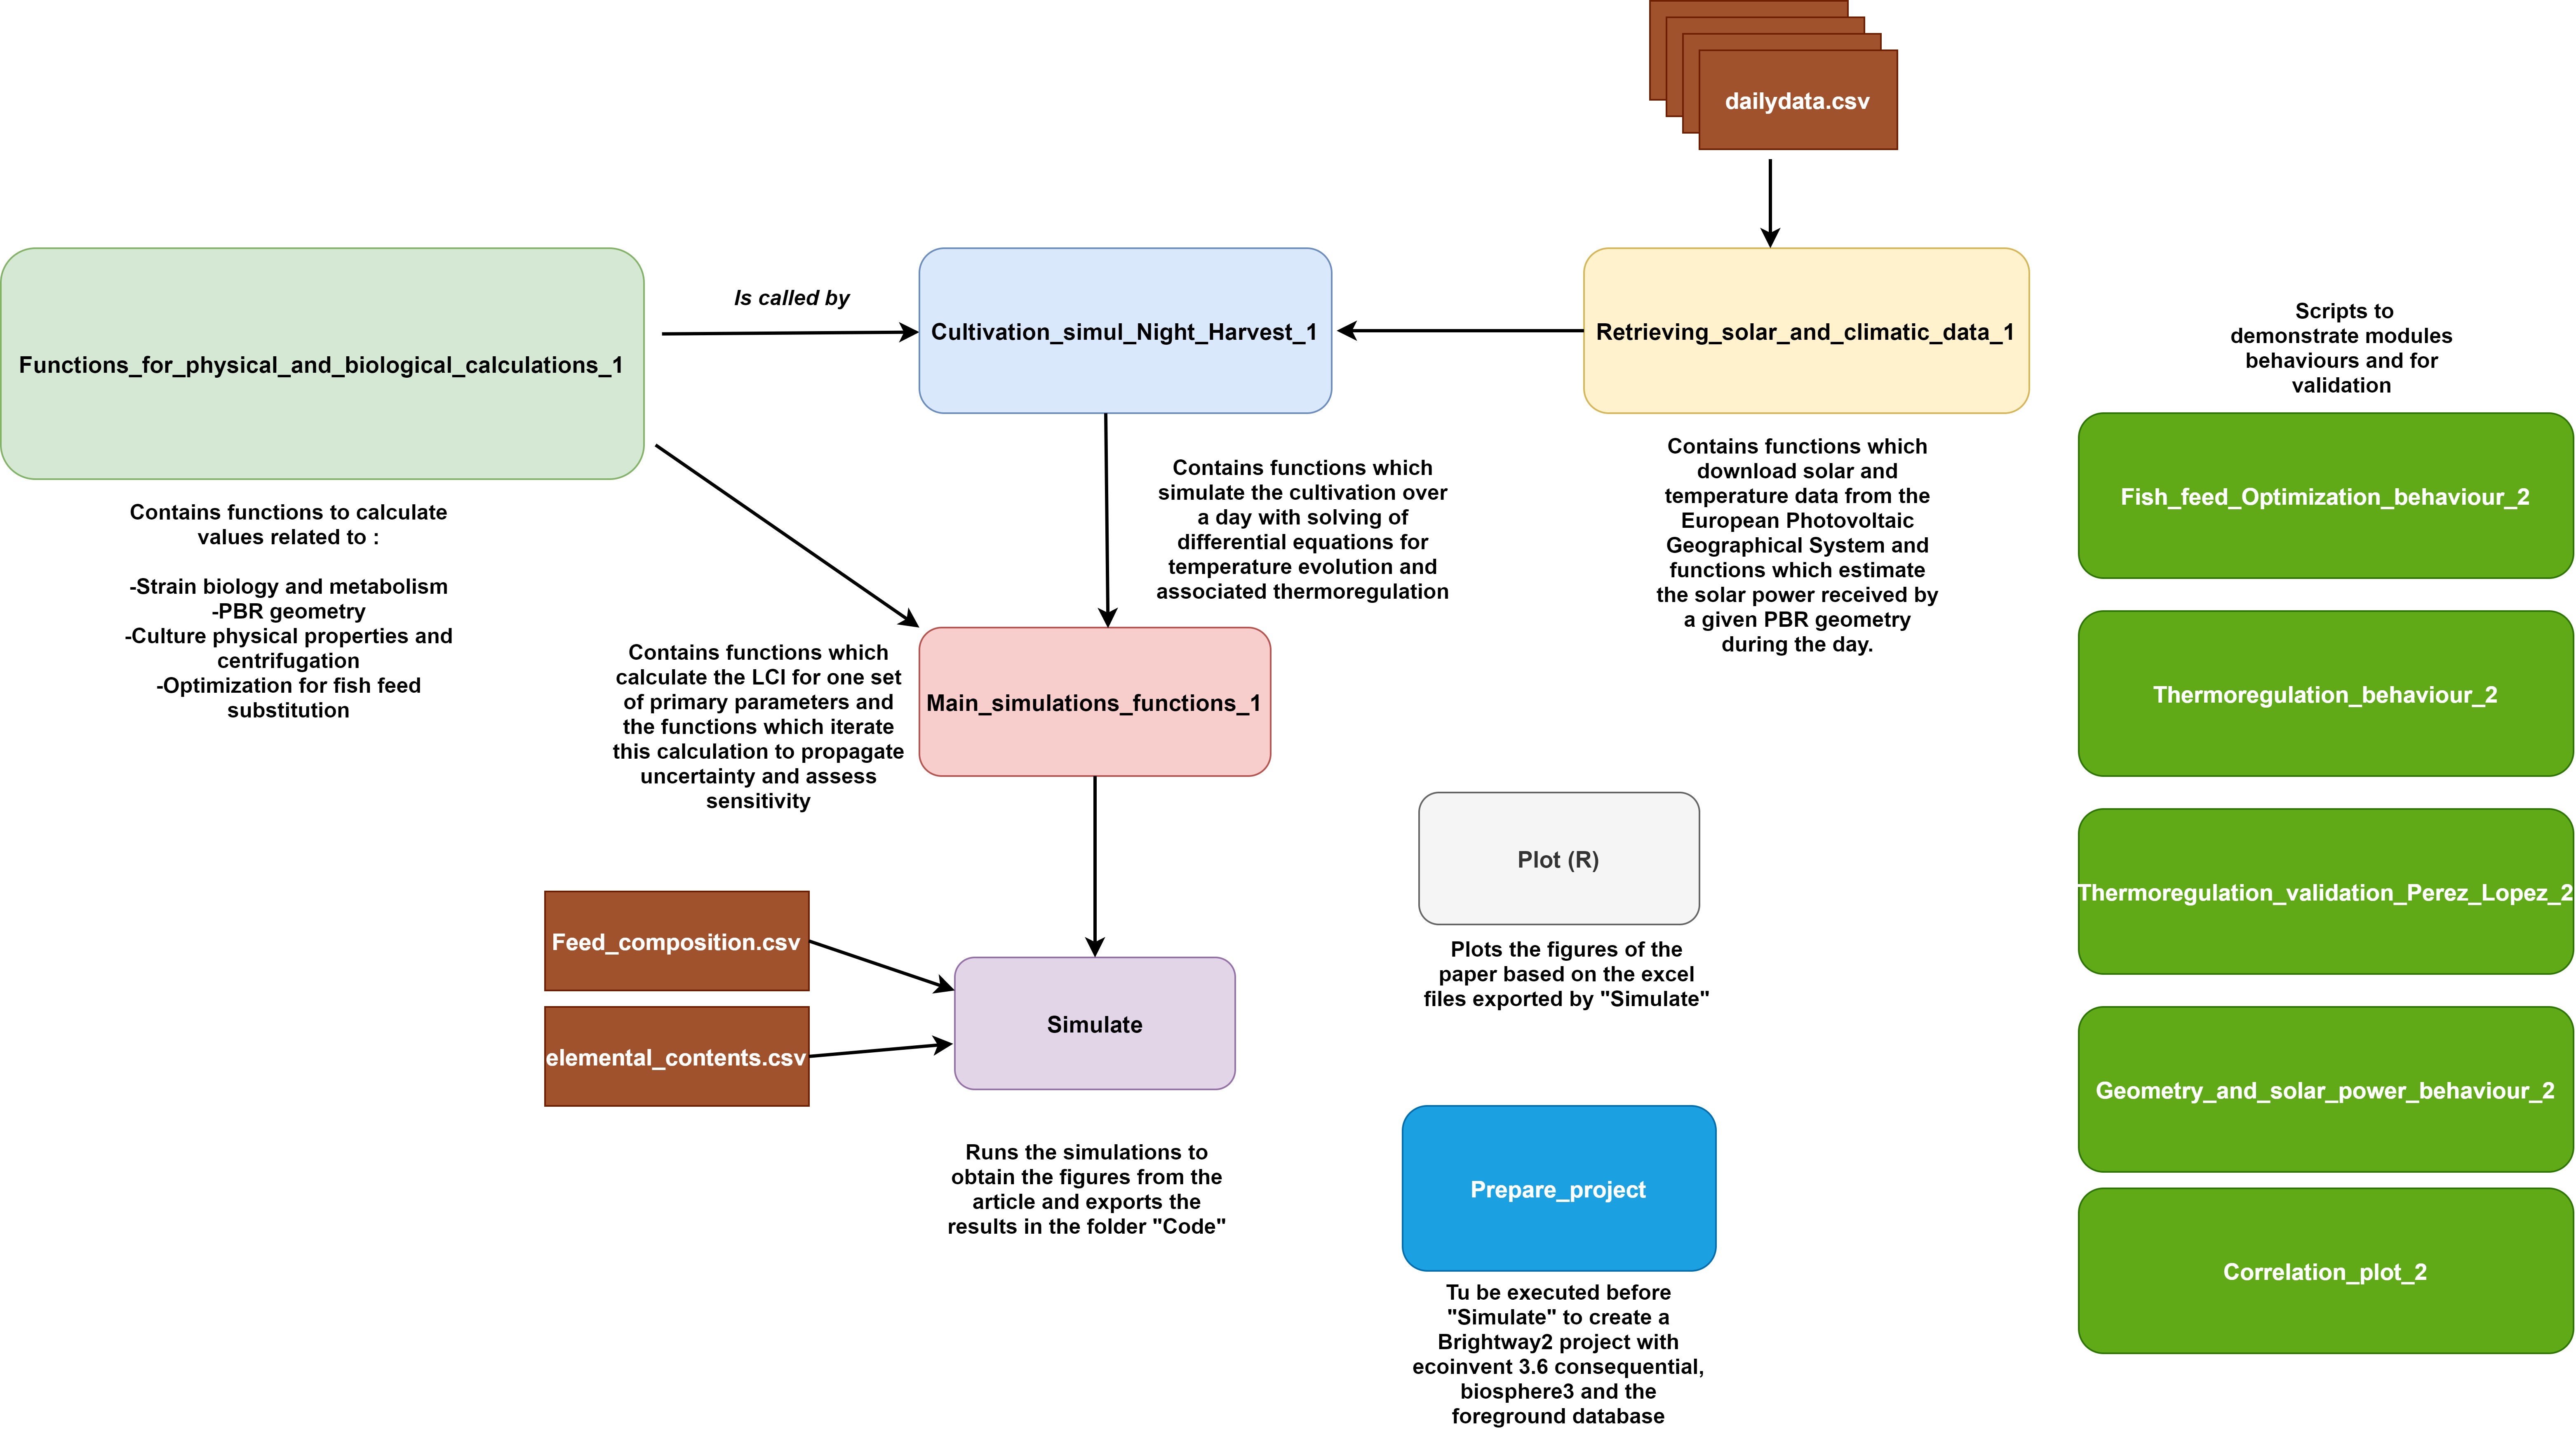 dailydata.csv
Functions_for_physical_and_biological_calculations_1
Is called by
Cultivation_simul_Night_Harvest_1
Retrieving_solar_and_climatic_data_1
Contains functions to calculate
values related to :
-Strain biology and metabolism
-PBR geometry
-Culture physical properties and
centrifugation
-Optimization for fish feed
substitution
Contains functions which
simulate the cultivation over
a day with solving of
differential equations for
temperature evolution and
associated thermoregulation
Contains functions which
download solar and
temperature data from the
European Photovoltaic
Geographical System and
functions which estimate
the solar power received by
a given PBR geometry
during the day.
Contains functions which
calculate the LCI for one set
of primary parameters and
the functions which iterate
this calculation to propagate
uncertainty and assess
sensitivity
Main_simulations_functions_1
Feed_composition.csv
elemental_contents.csv
Simulate
Runs the simulations to
obtain the figures from the
article and exports the
results in the folder "Code"
Plot (R)
Plots the figures of the
paper based on the excel
files exported by "Simulate"
Prepare_project
Tu be executed before
"Simulate" to create a
Brightway2 project with
ecoinvent 3.6 consequential,
biosphere3 and the
foreground database
Scripts to
demonstrate modules
behaviours and for
validation
Fish_feed_Optimization_behaviour_2
Thermoregulation_behaviour_2
Thermoregulation_validation_Perez_Lopez_2
Geometry_and_solar_power_behaviour_2
Correlation_plot_2